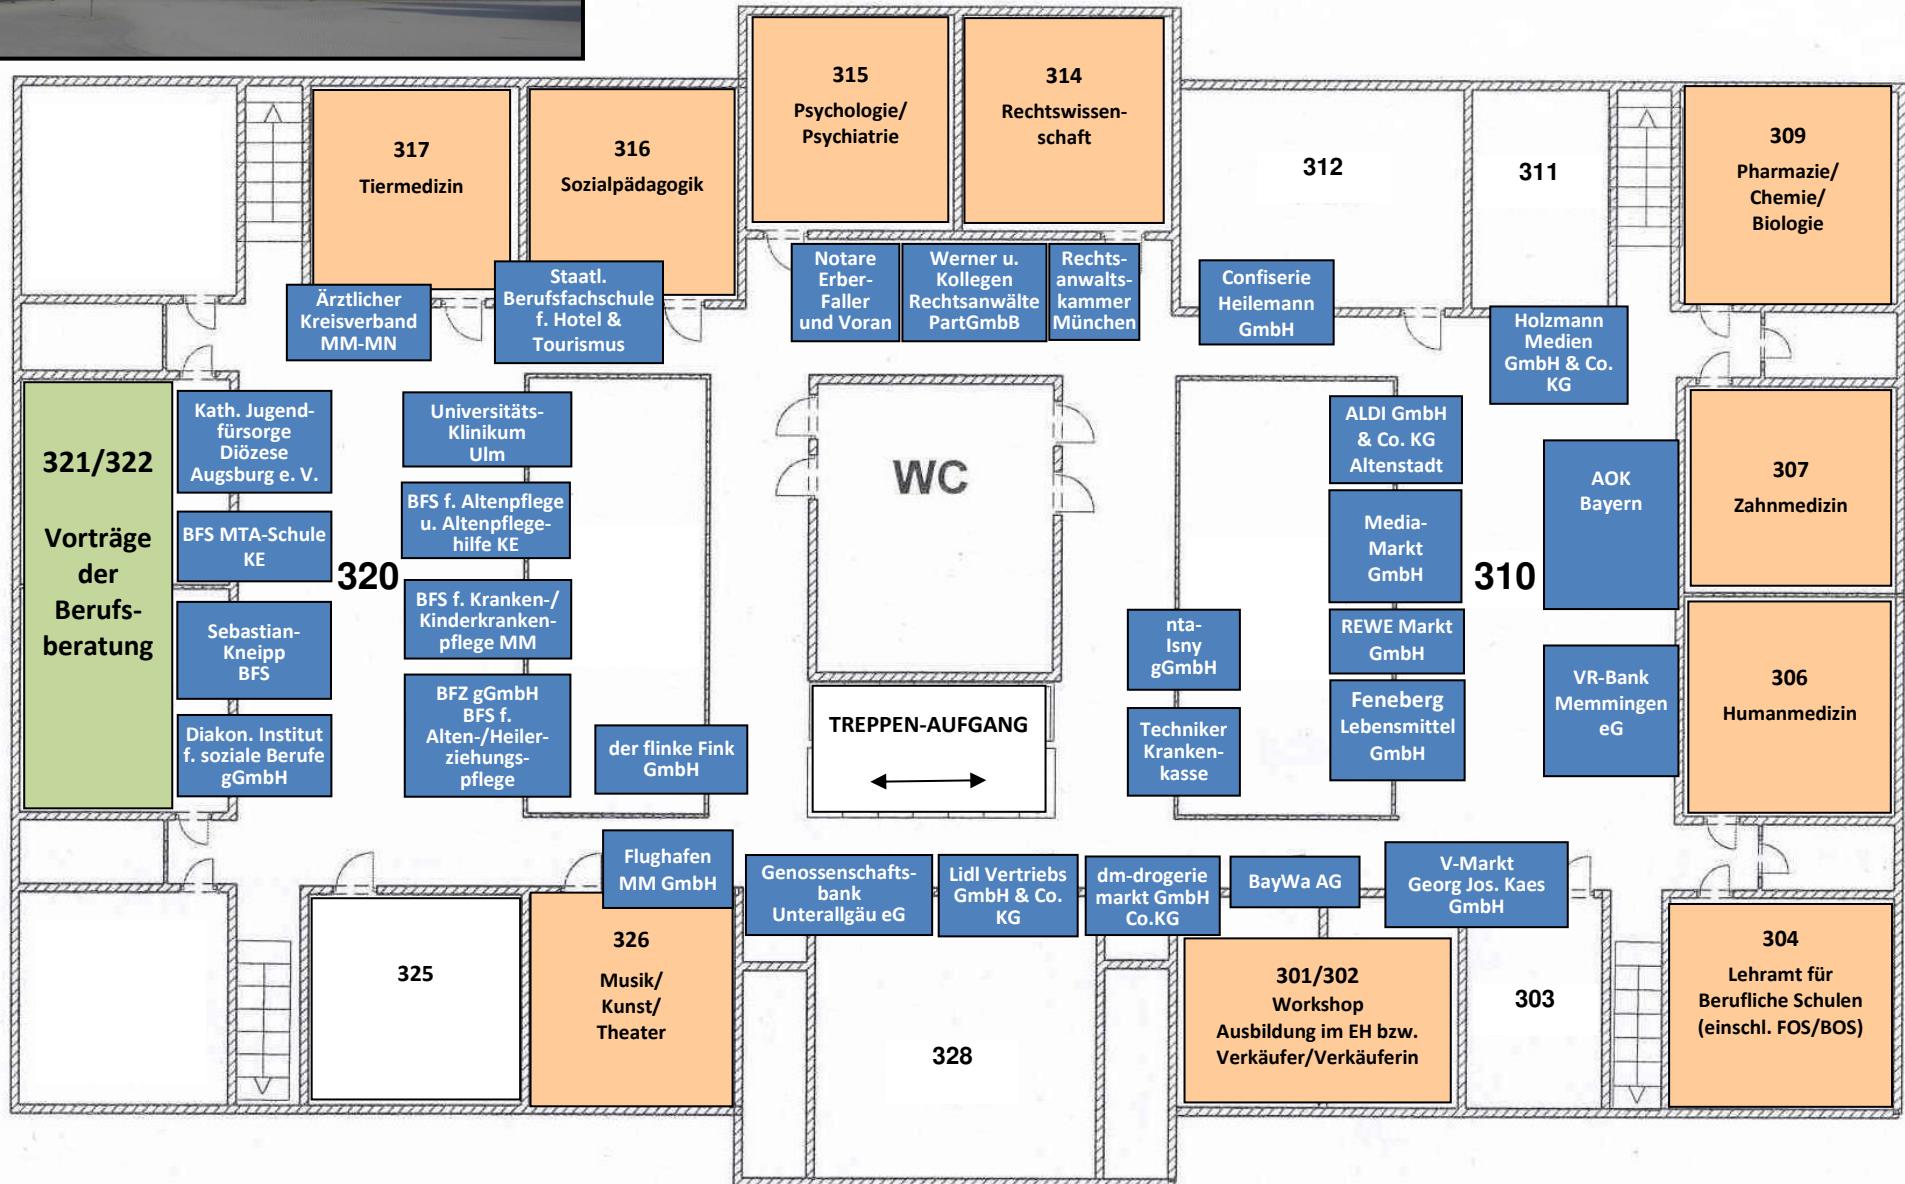 315
Psychologie/
Psychiatrie
314
Rechtswissen-
schaft
317
Tiermedizin
316
Sozialpädagogik
312
311
309
Pharmazie/
Chemie/
Biologie
Ärztlicher
Kreisverband
MM-MN
Staatl.
Berufsfachschule
f. Hotel &
Tourismus
Notare
Erber-
Faller
und Voran
Werner u.
Kollegen
Rechtsanwälte
PartGmbB
Rechts-
anwalts-
kammer
München
Confiserie
Heilemann
GmbH
Holzmann
Medien
GmbH & Co.
KG
321/322
Vorträge
der
Berufs-
beratung
Kath. Jugend-
fürsorge
Diözese
Augsburg e. V.
BFS MTA-Schule
KE
Sebastian-
Kneipp
BFS
Diakon. Institut
f. soziale Berufe
gGmbH
320
Universitäts-
Klinikum
Ulm
BFS f. Altenpflege
u. Altenpflege-
hilfe KE
BFS f. Kranken-/
Kinderkranken-
pflege MM
BFZ gGmbH
BFS f.
Alten-/Heiler-
ziehungs-
pflege
der flinke Fink
GmbH
WC
TREPPEN-AUFGANG
nta-
Isny
gGmbH
Techniker
Kranken-
kasse
ALDI GmbH
& Co. KG
Altenstadt
Media-
Markt
GmbH
REWE Markt
GmbH
Feneberg
Lebensmittel
GmbH
310
AOK
Bayern
VR-Bank
Memmingen
eG
307
Zahnmedizin
306
Humanmedizin
Flughafen
MM GmbH
Genossenschafts-
bank
Unterallgäu eG
Lidl Vertriebs
GmbH & Co.
KG
dm-drogerie
markt GmbH
Co.KG
BayWa AG
V-Markt
Georg Jos. Kaes
GmbH
325
326
Musik/
Kunst/
Theater
328
301/302
Workshop
Ausbildung im EH bzw.
Verkäufer/Verkäuferin
303
304
Lehramt für
Berufliche Schulen
(einschl. FOS/BOS)